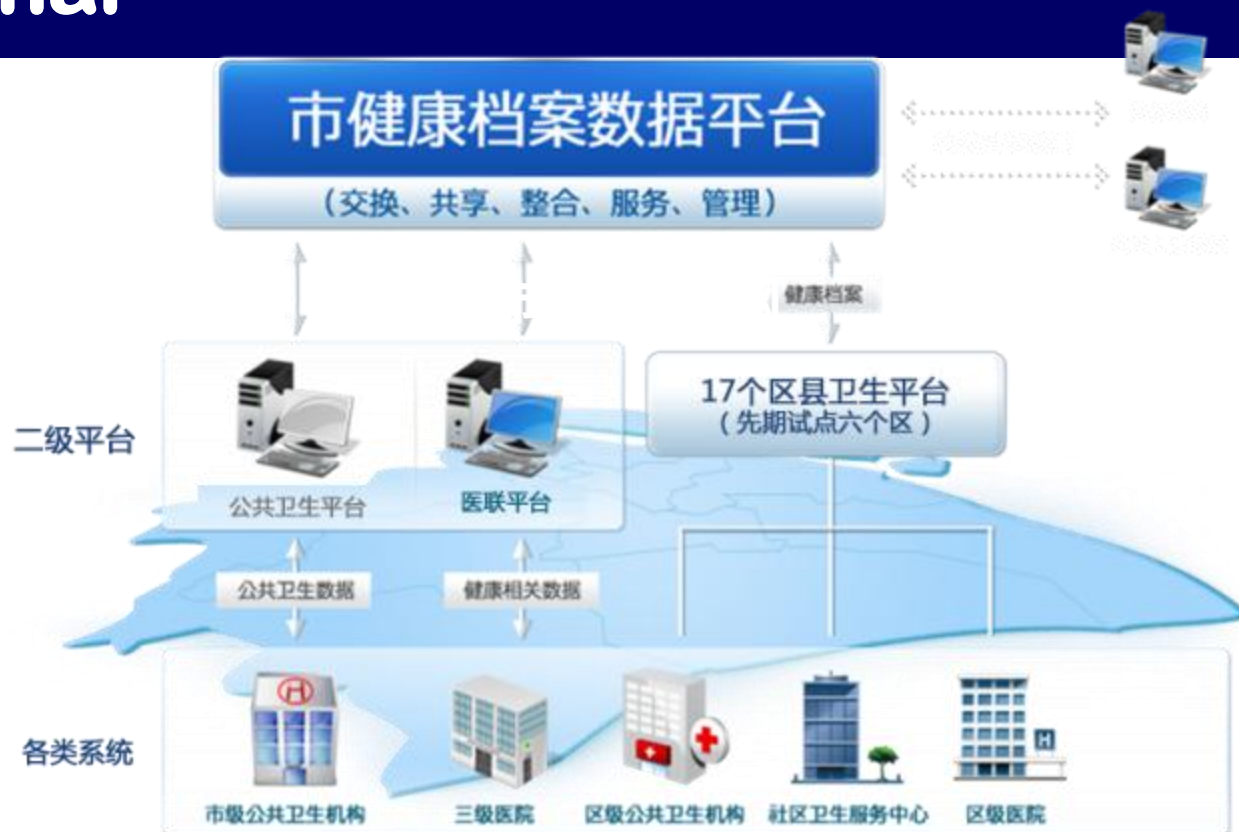 市健康档案数据平台
（交换、共享、整合、服务、管理）
健康档案
17个区县卫生平台
（先期试点六个区）
二级平台
公共卫生平台
医联平台
公共卫生数据
健康相关数据
各类系统
市级公共卫生机构
三级医院
区级公共卫生机构
社区卫生服务中心
区级医院